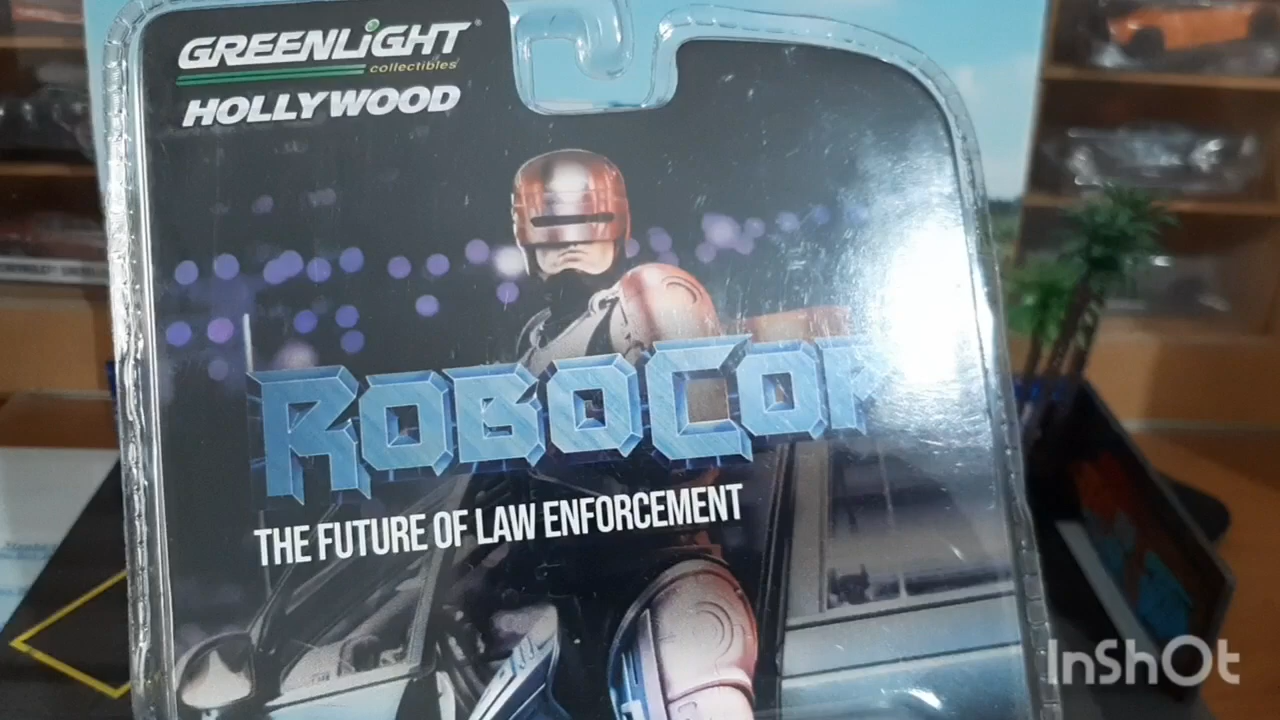 GREENLiGHT®
collectibles
HOLLYWOOD
ROBOCOP
THE FUTURE OF LAW ENFORCEMENT
InShOt